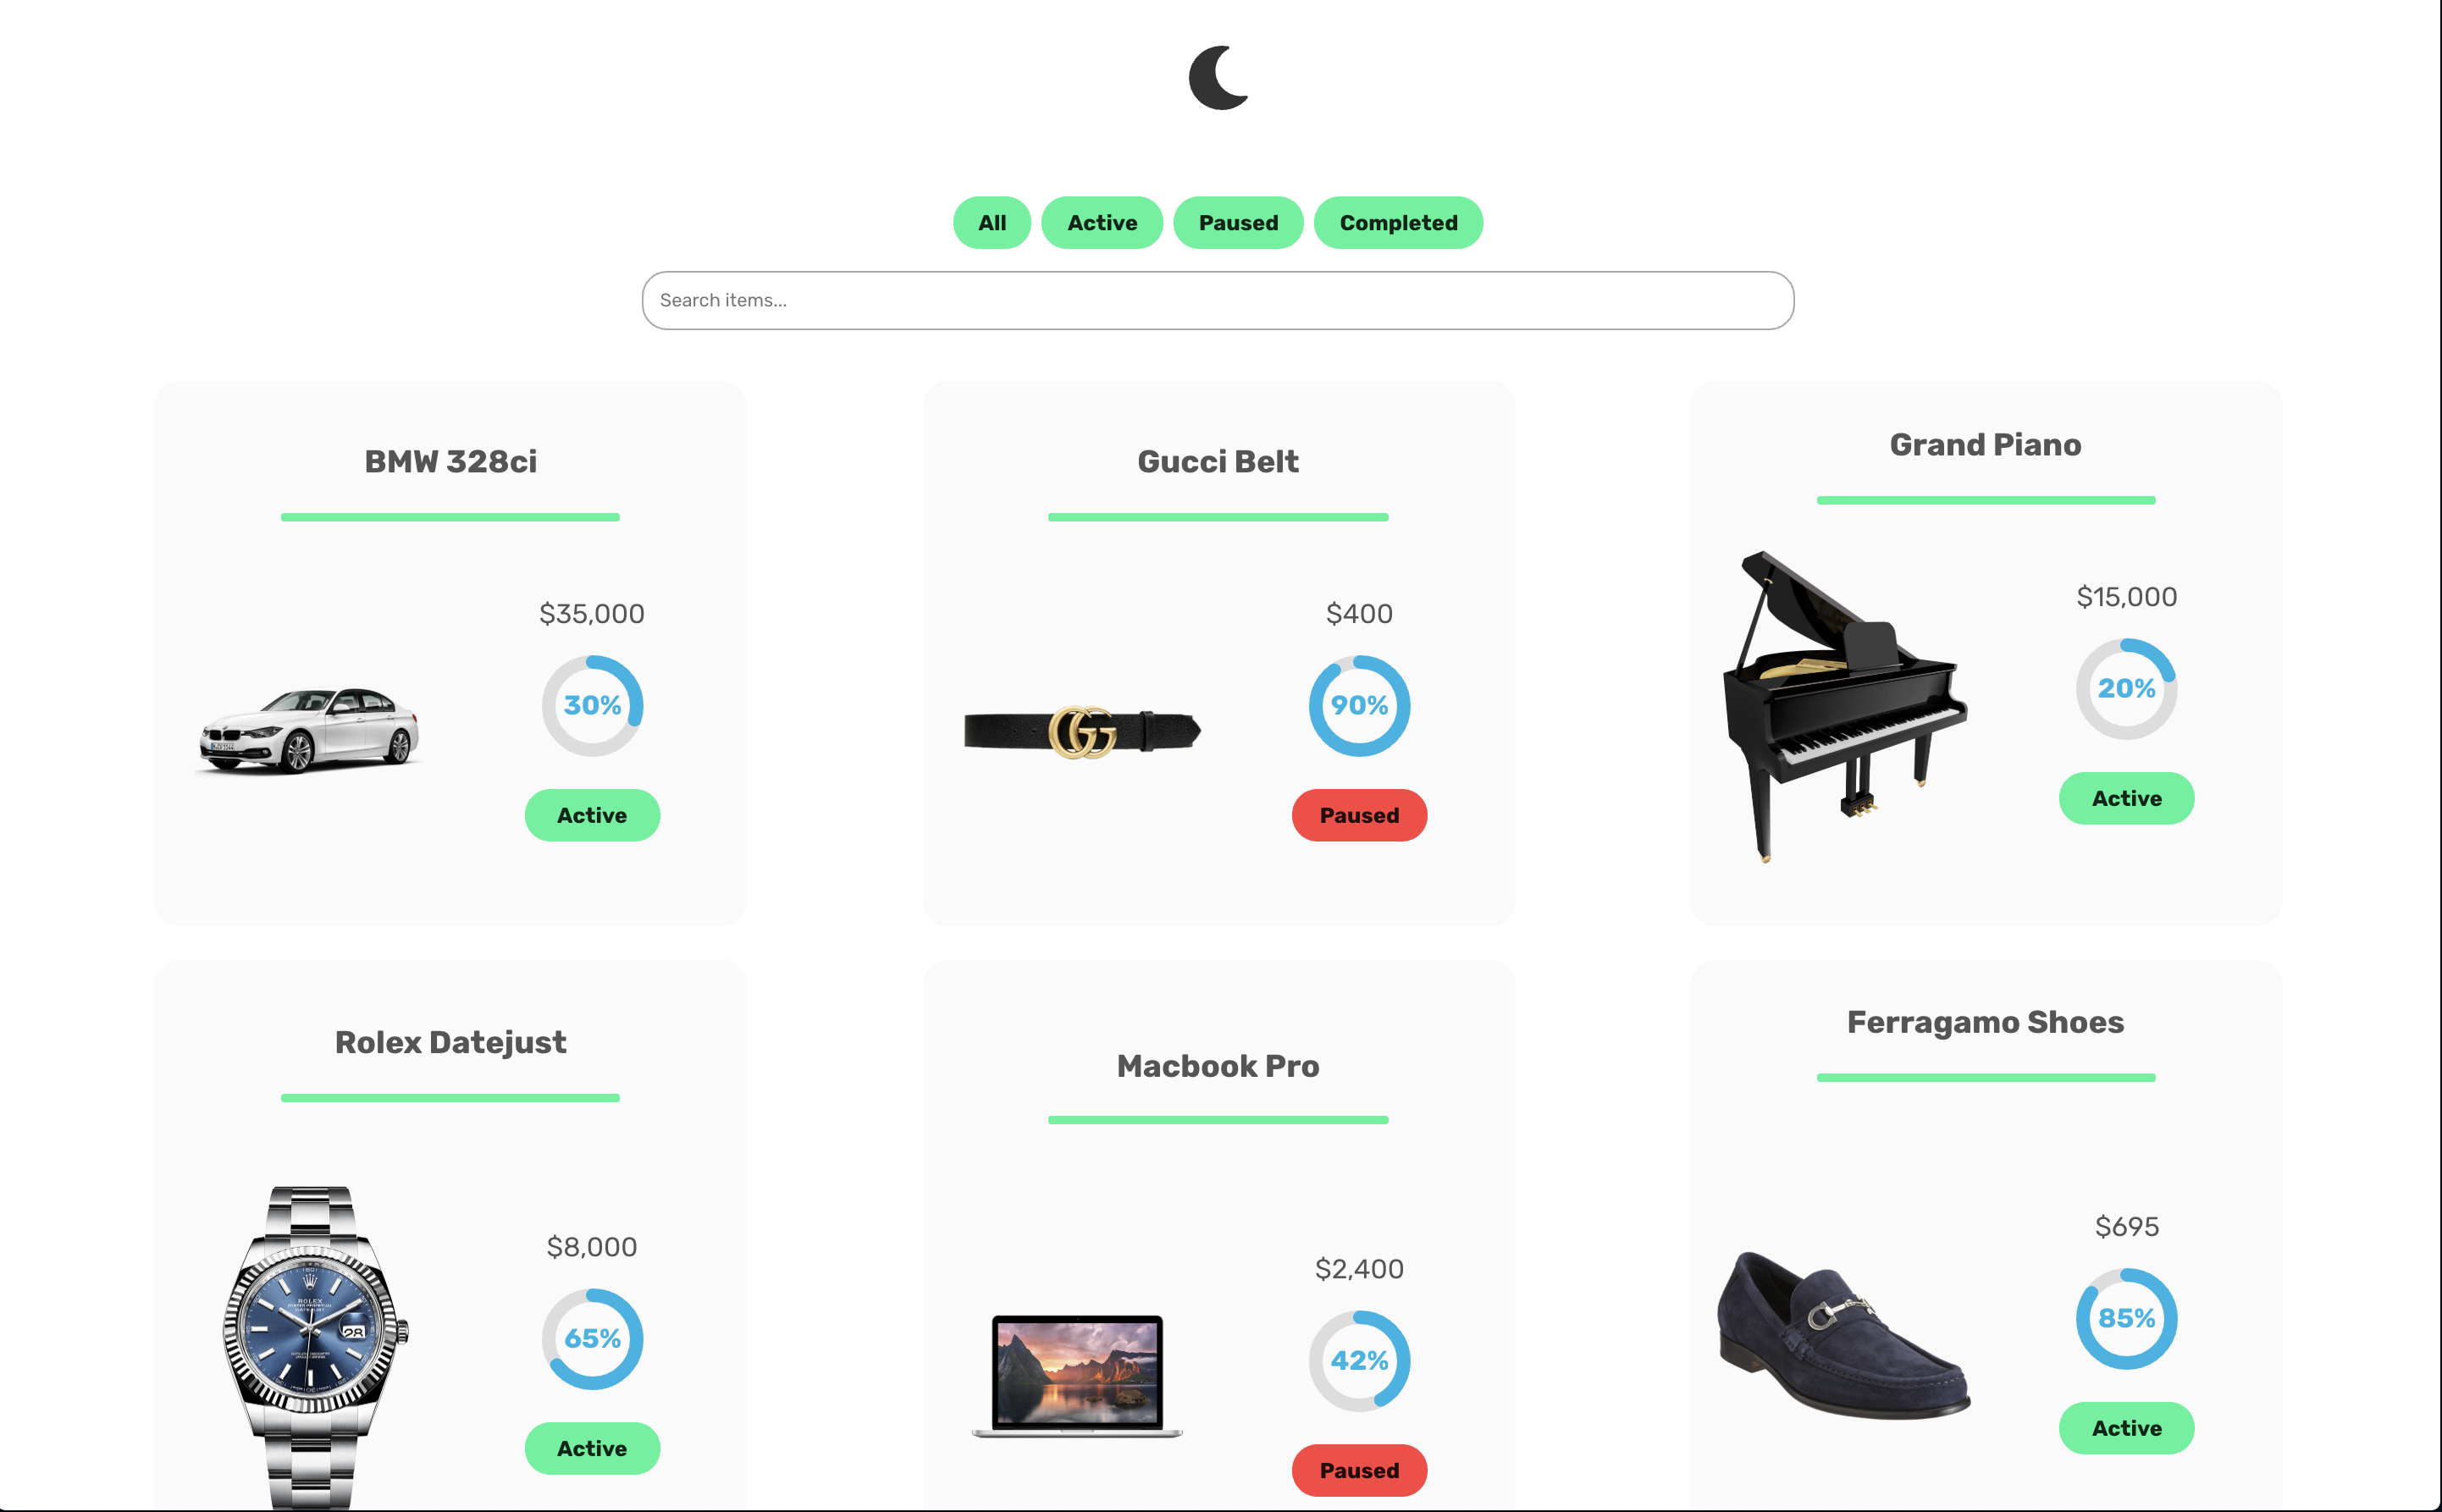 All
Active
Paused
Completed
Search items...
BMW 328ci
$35,000
30%
Active
Gucci Belt
$400
90%
Paused
Grand Piano
$15,000
20%
Active
Rolex Datejust
ROLEX
28
$8,000
65%
Active
Macbook Pro
$2,400
42%
Paused
Ferragamo Shoes
$695
85%
Active